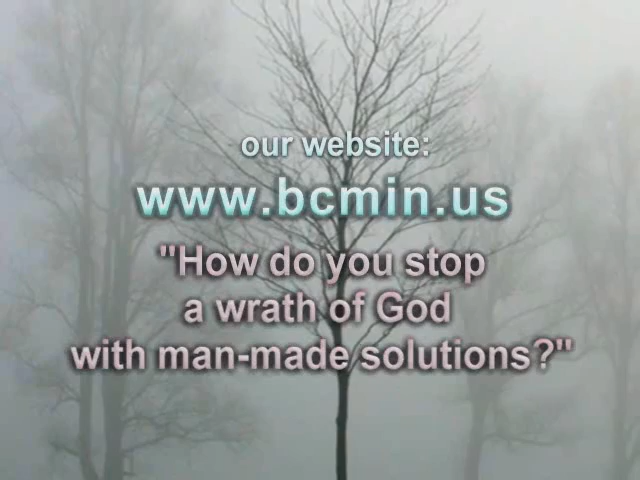 our website:
www.bcmin.us
"How do you stop
a wrath of God
with man-made solutions?"